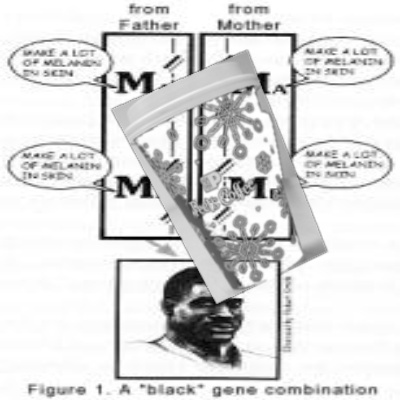 from
Father
from
Mother
MAKE A LOT
OF MELANIN
IN SKIN
MAKE A LOT
OF MELANIN
IN SKIN
M
MA
MAKE A LOT
OF MELANIN
IN SKIN
MAKE A LOT
OF MELANIN
IN SKIN
M
M
Figure 1. A "black" gene combination